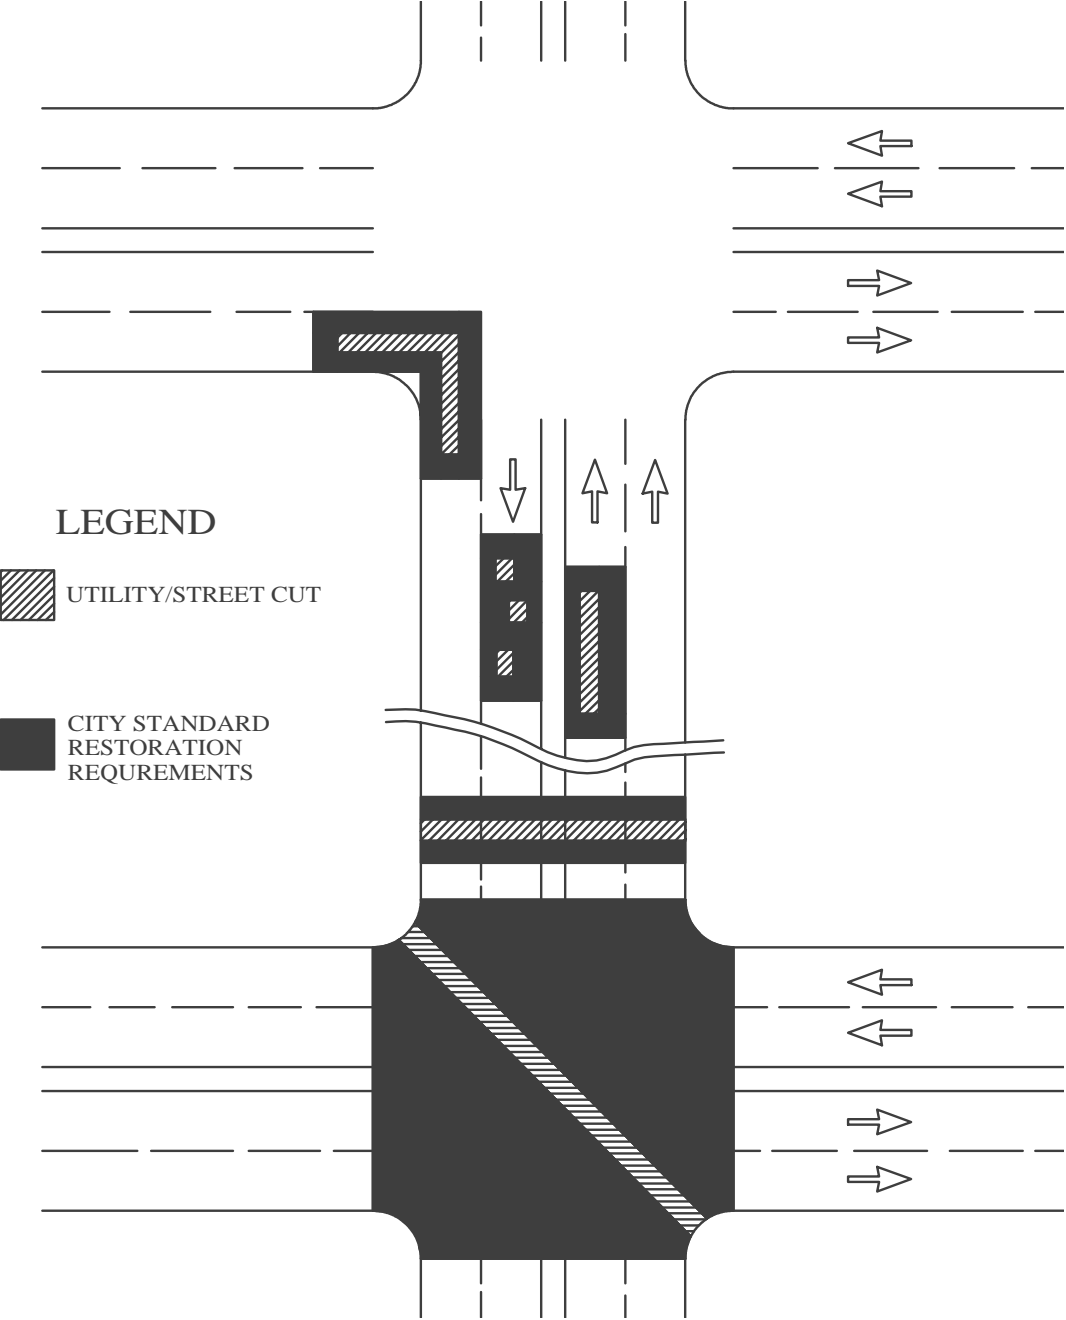 LEGEND
UTILITY/STREET CUT
CITY STANDARD
RESTORATION
REQUREMENTS